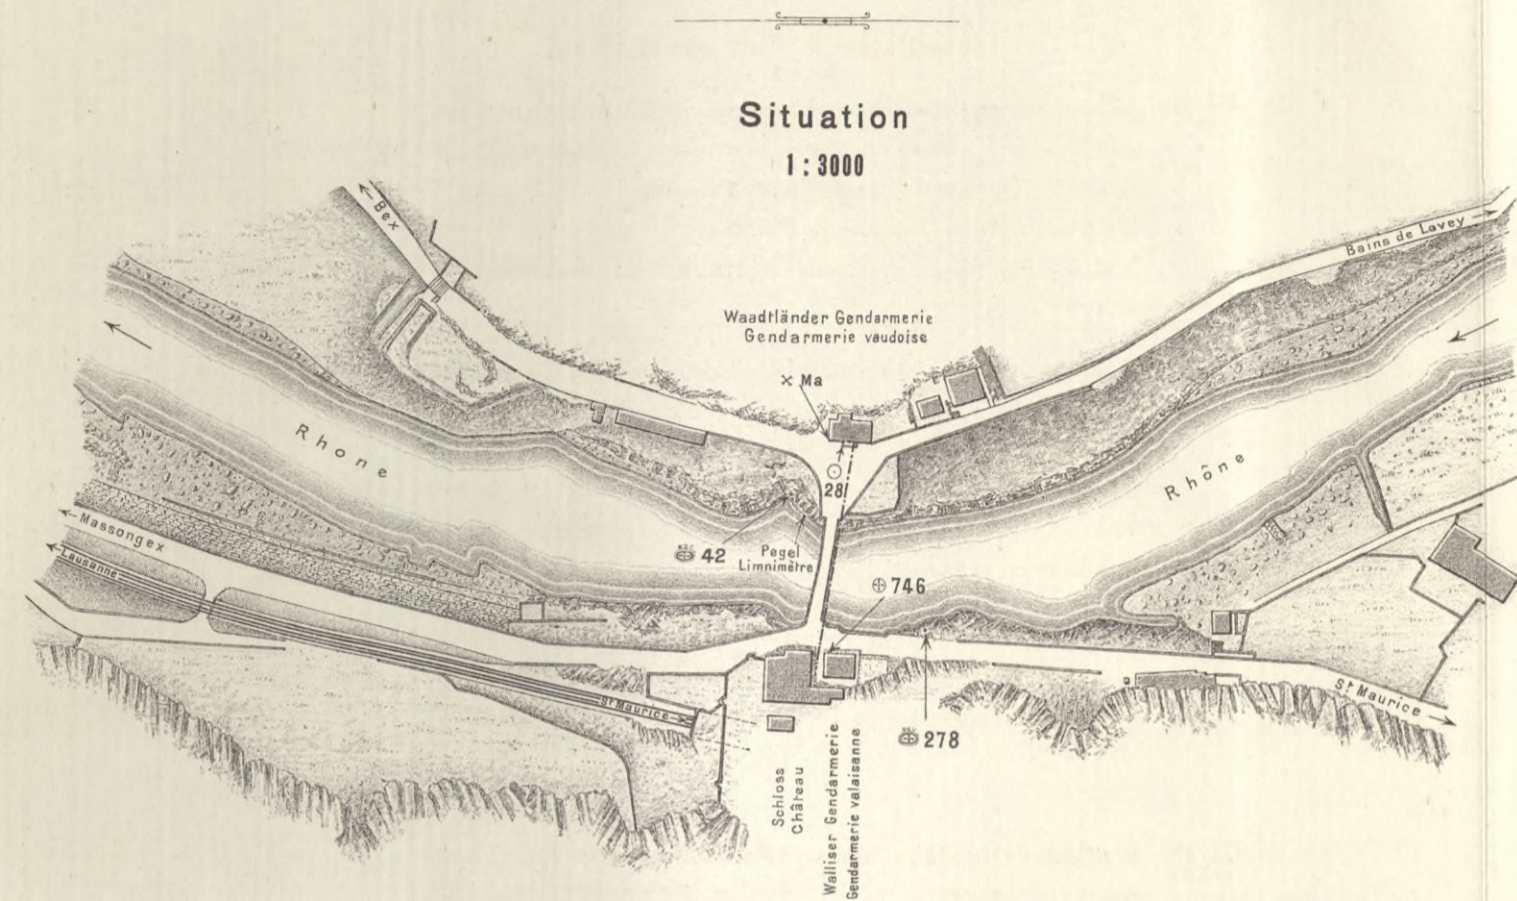 Situation
1 : 3000
Bex
Bains de Lavey
Waadtländer Gendarmerie
Gendarmerie vaudoise
× Ma
Rhone
Rhône
28
42
Pegel
Limnimètre
746
Massongex
Lausanne
St Maurice
St Maurice
278
Schloss
Château
Walliser Gendarmerie
Gendarmerie valaisanne